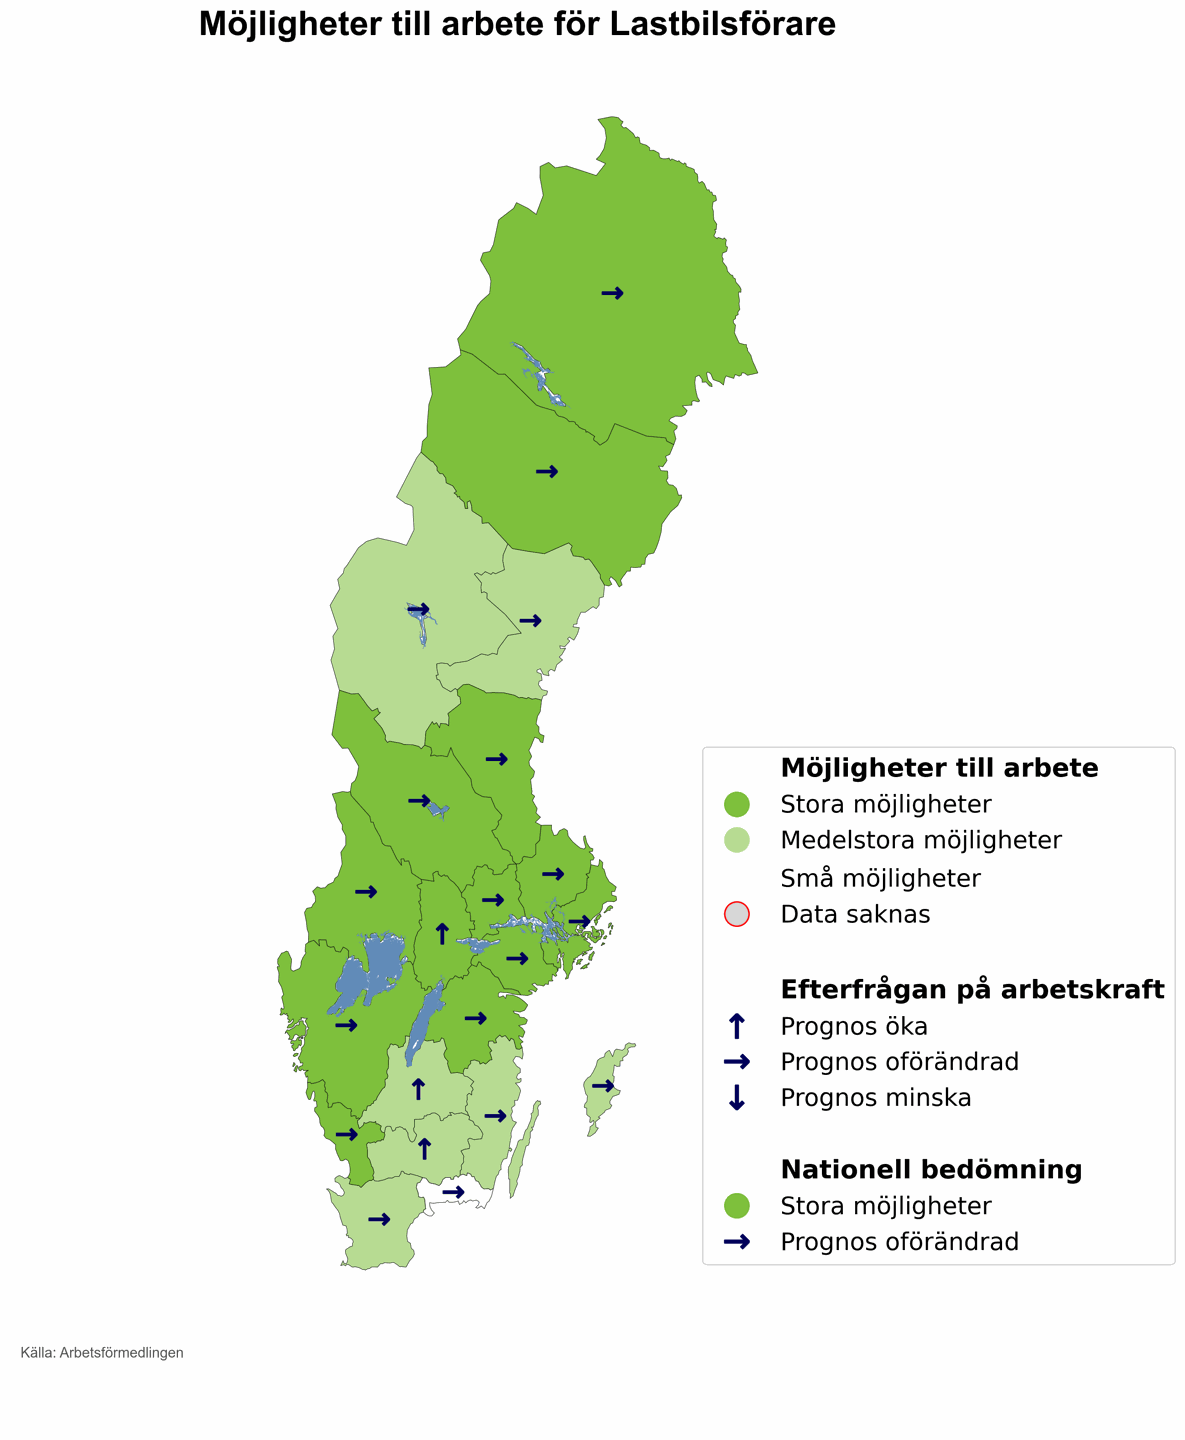 Möjligheter till arbete för Lastbilsförare
Möjligheter till arbete
Stora möjligheter
Medelstora möjligheter
Små möjligheter
Data saknas
Efterfrågan på arbetskraft
Prognos öka
Prognos oförändrad
Prognos minska
Nationell bedömning
Stora möjligheter
Prognos oförändrad
Källa: Arbetsförmedlingen